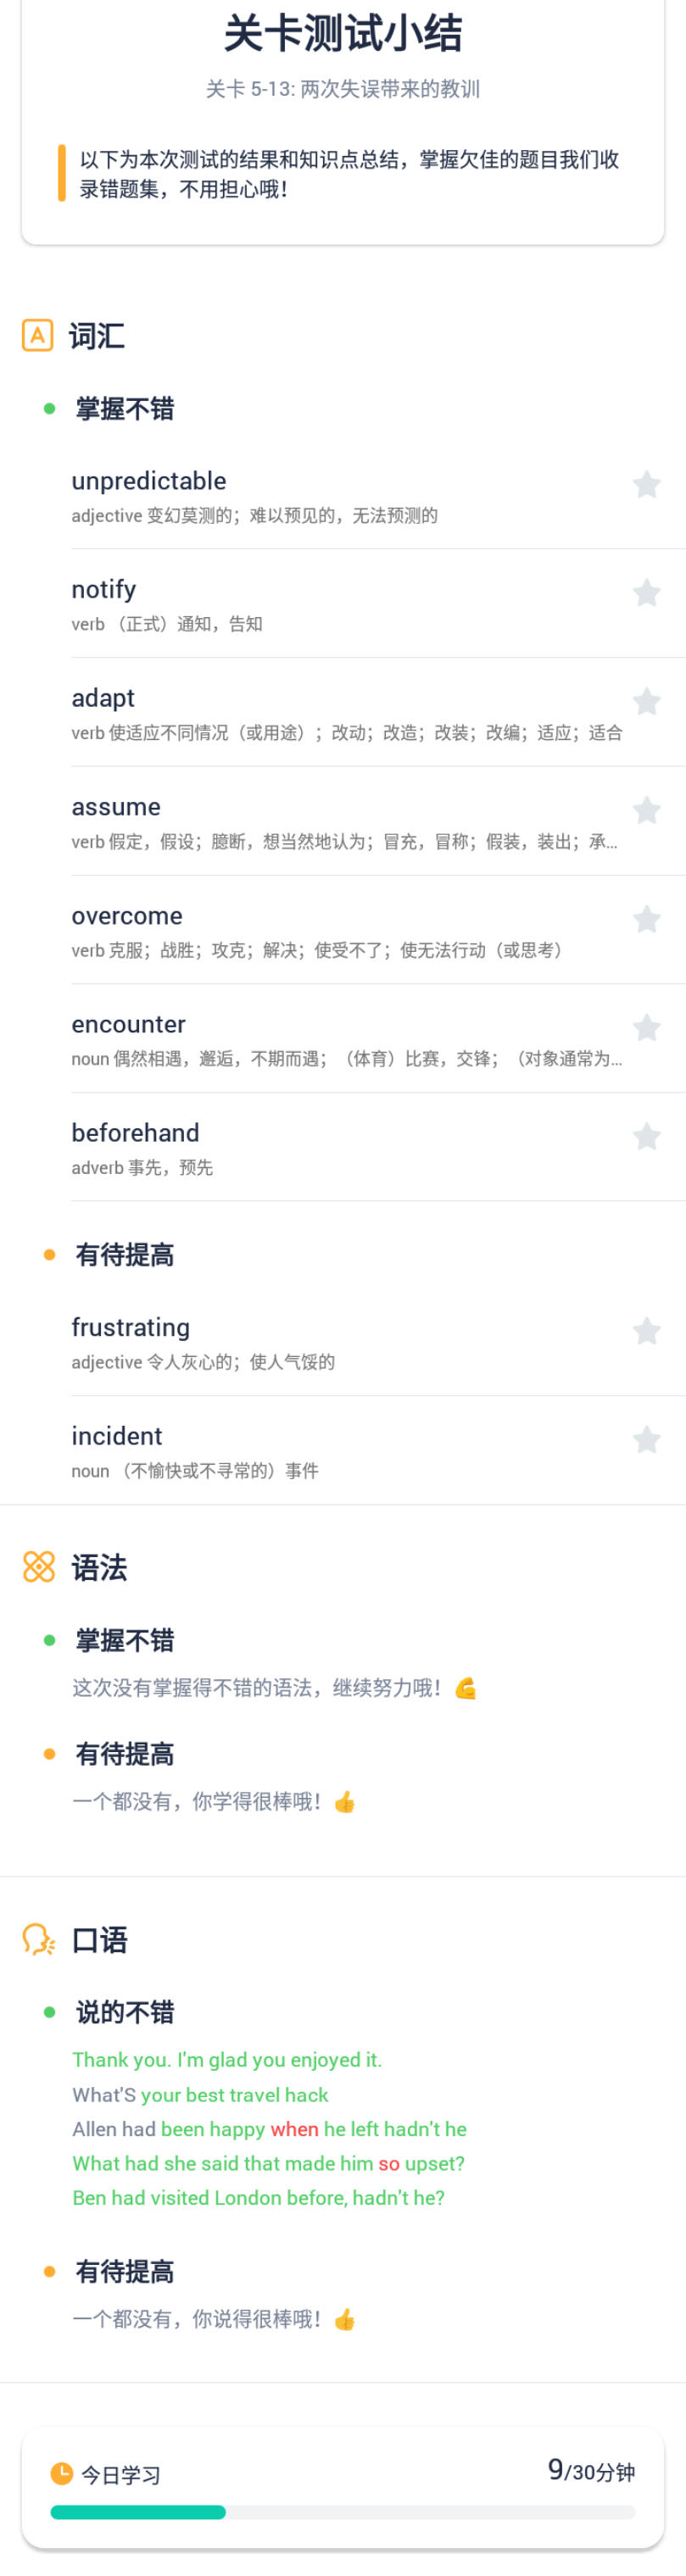 关卡测试小结
关卡 5-13: 两次失误带来的教训
以下为本次测试的结果和知识点总结，掌握欠佳的题目我们收
录错题集，不用担心哦！
词汇
掌握不错
unpredictable
adjective 变幻莫测的；难以预见的，无法预测的
notify
verb （正式）通知，告知
adapt
verb 使适应不同情况（或用途）；改动；改造；改装；改编；适应；适合
assume
verb 假定，假设；臆断，想当然地认为；冒充，冒称；假装，装出；承...
overcome
verb 克服；战胜；攻克；解决；使受不了；使无法行动（或思考）
encounter
noun 偶然相遇，邂逅，不期而遇；（体育）比赛，交锋；（对象通常为...
beforehand
adverb 事先，预先
有待提高
frustrating
adjective 令人灰心的；使人气馁的
incident
noun （不愉快或不寻常的）事件
语法
掌握不错
这次没有掌握得不错的语法，继续努力哦！💪
有待提高
一个都没有，你学得很棒哦！👍
口语
说的不错
Thank you. I'm glad you enjoyed it.
What'S your best travel hack
Allen had been happy when he left hadn't he
What had she said that made him so upset?
Ben had visited London before, hadn't he?
有待提高
一个都没有，你说得很棒哦！👍
今日学习 9/30分钟